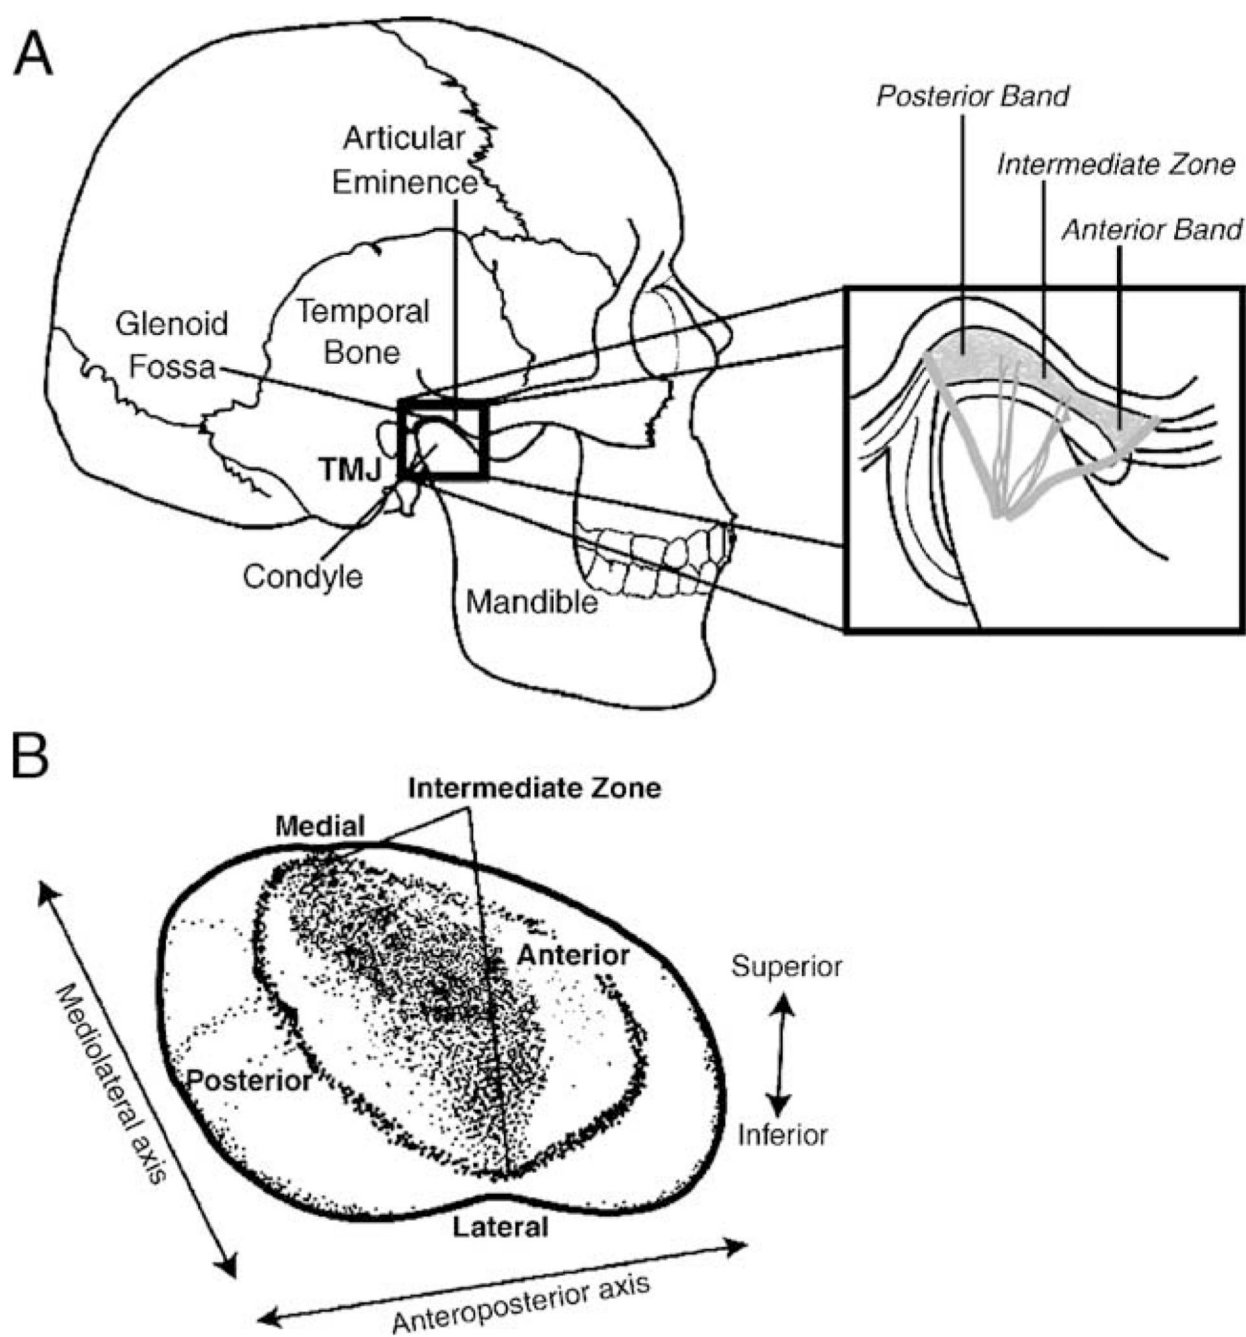 A
Articular
Eminence
Glenoid
Fossa
Temporal
Bone
TMJ
Condyle
Mandible
Posterior Band
Intermediate Zone
Anterior Band
B
Intermediate Zone
Medial
Anterior
Posterior
Lateral
Superior
Inferior
Mediolateral axis
Anteroposterior axis